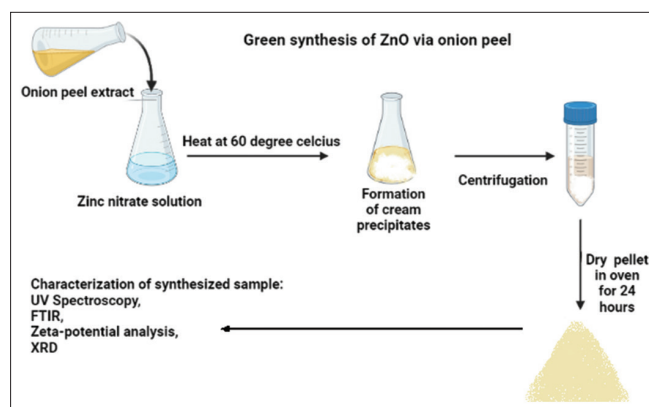 Green synthesis of ZnO via onion peel
Onion peel extract
Zinc nitrate solution
Heat at 60 degree celcius
Formation
of cream
precipitates
Centrifugation
Dry pellet
in oven
for 24
hours
Characterization of synthesized sample:
UV Spectroscopy,
FTIR,
Zeta-potential analysis,
XRD